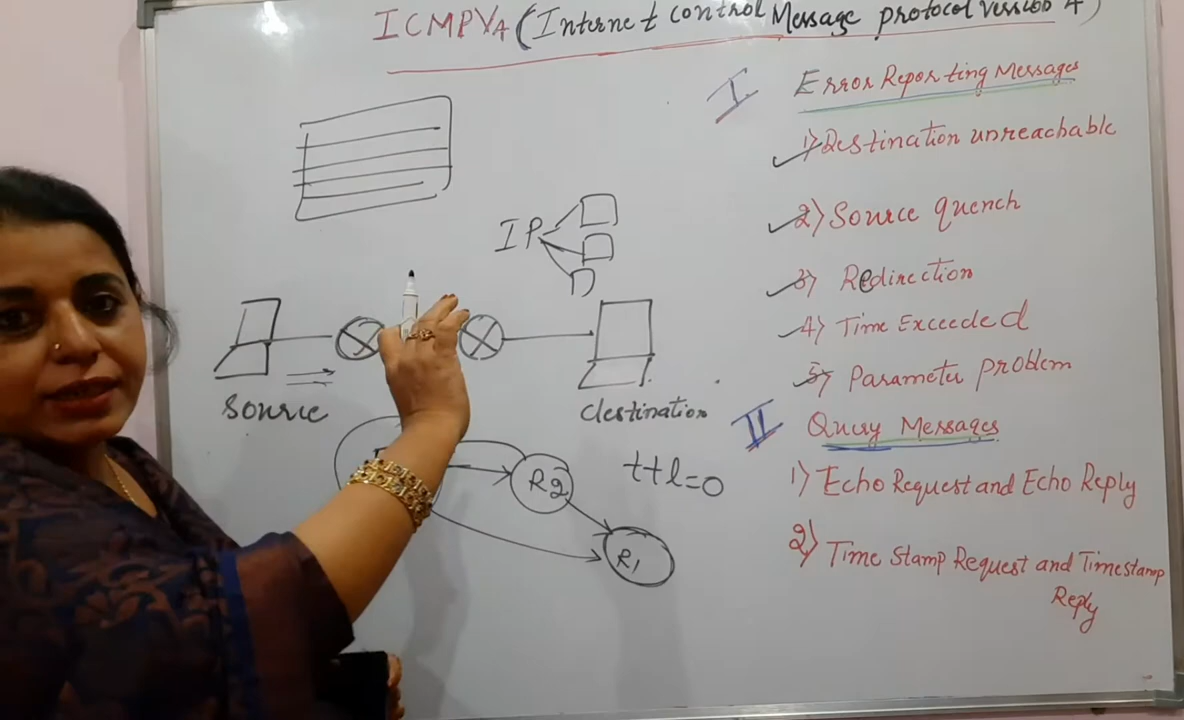 ICMPV4 (Internet control Message protocol version 4)
I Error Reporting Messages
1) Destination unreachable
2) Source quench
3) Redirection
4) Time Exceeded
5) Parameter problem
II Query Messages
1) Echo Request and Echo Reply
2) Time Stamp Request and Timestamp
Reply
IP
source
destination
R2
ttl=0
R1